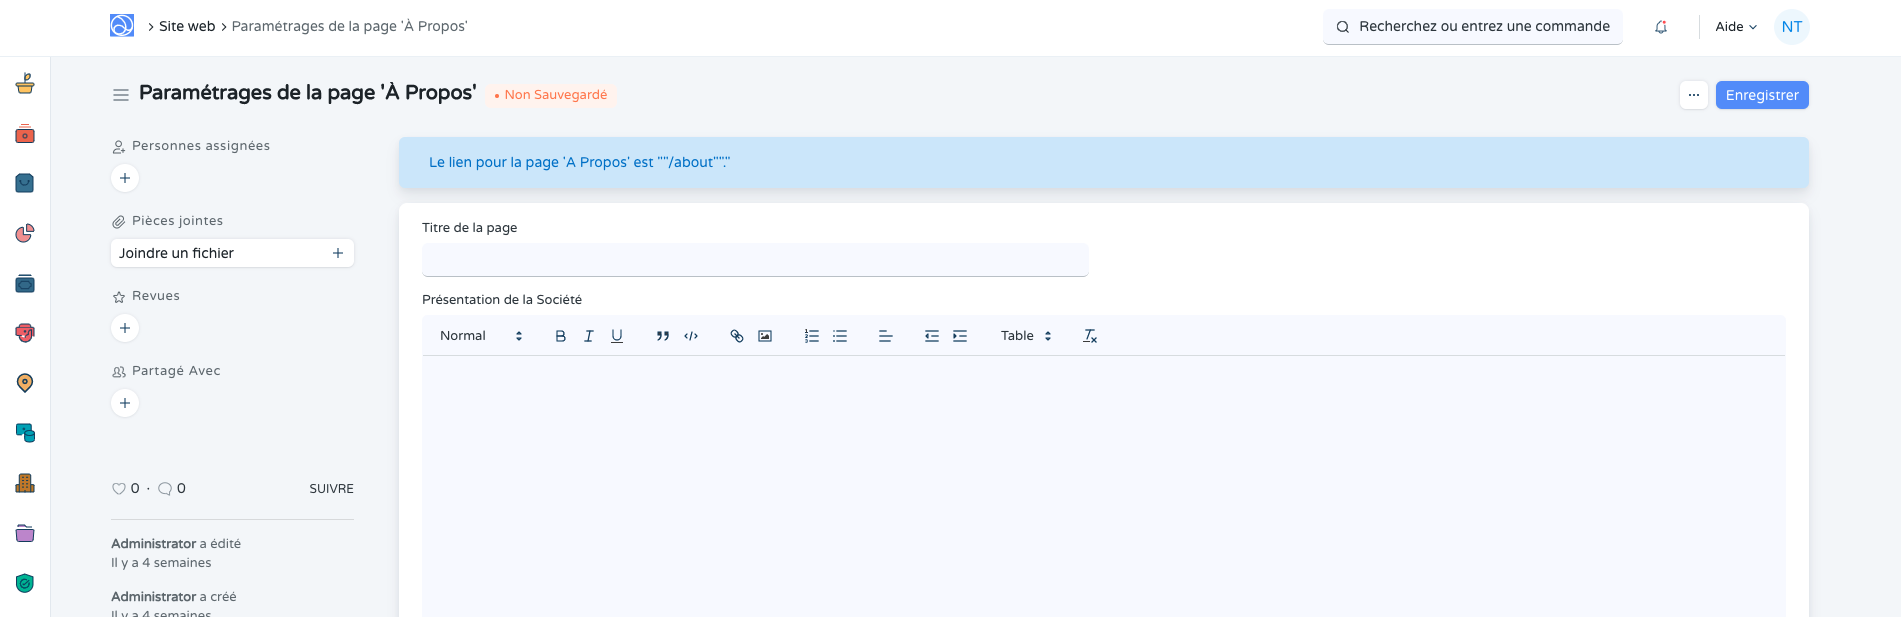 Site web
Paramétrages de la page 'À Propos'
Recherchez ou entrez une commande
Aide
NT
Paramétrages de la page 'À Propos'
Non Sauvegardé
...
Enregistrer
Personnes assignées
Pièces jointes
Joindre un fichier
Revues
Partagé Avec
0 · 0
SUIVRE
Administrator a édité
Il y a 4 semaines
Administrator a créé
Il y a 4 semaines
Le lien pour la page 'A Propos' est ""/about""."
Titre de la page
Présentation de la Société
Normal
Table